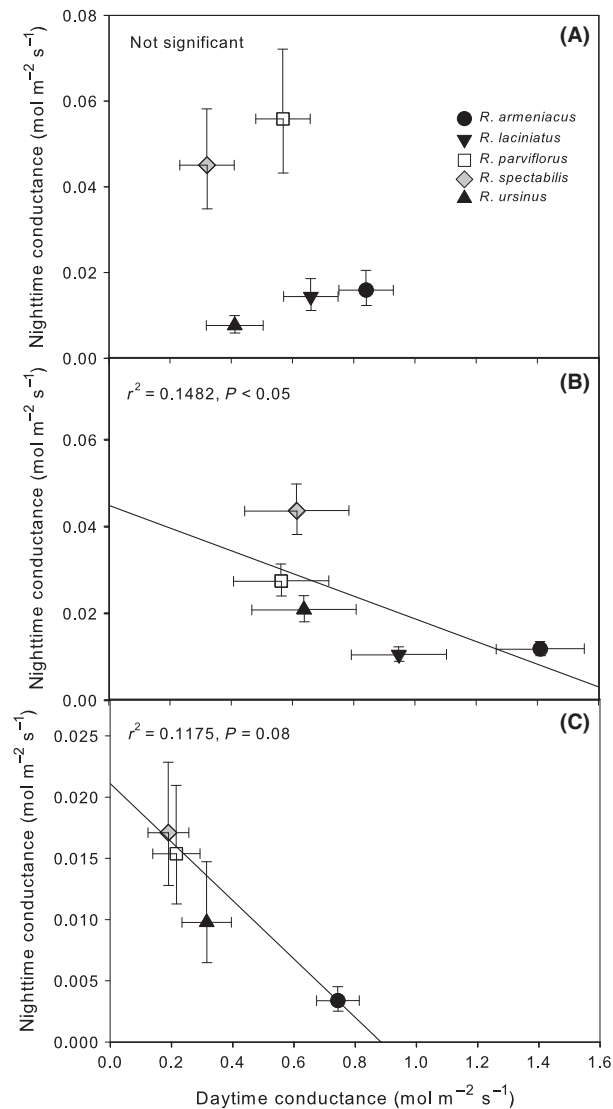 0.08
(A)
Not significant
0.06
R. armeniacus
R. laciniatus
R. parviflorus
R. spectabilis
R. ursinus
0.04
0.02
0.00
Nighttime conductance (mol m⁻² s⁻¹)
(B)
r² = 0.1482, P < 0.05
0.06
0.04
0.02
0.00
Nighttime conductance (mol m⁻² s⁻¹)
(C)
r² = 0.1175, P = 0.08
0.025
0.020
0.015
0.010
0.005
0.000
Nighttime conductance (mol m⁻² s⁻¹)
0.0 0.2 0.4 0.6 0.8 1.0 1.2 1.4 1.6
Daytime conductance (mol m⁻² s⁻¹)